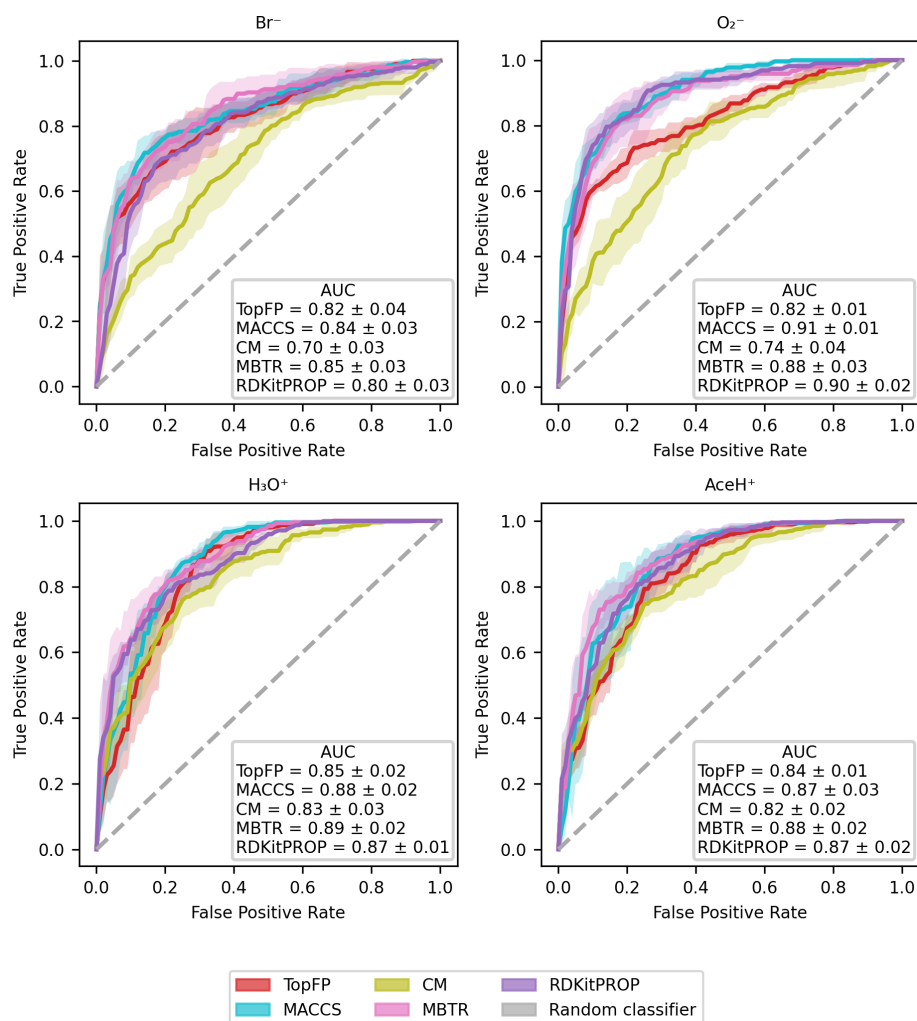 Br⁻
O₂⁻
1.0
0.8
0.6
0.4
0.2
0.0
True Positive Rate
AUC
TopFP = 0.82 ± 0.04
MACCS = 0.84 ± 0.03
CM = 0.70 ± 0.03
MBTR = 0.85 ± 0.03
RDKitPROP = 0.80 ± 0.03
0.0 0.2 0.4 0.6 0.8 1.0
False Positive Rate
1.0
0.8
0.6
0.4
0.2
0.0
True Positive Rate
AUC
TopFP = 0.82 ± 0.01
MACCS = 0.91 ± 0.01
CM = 0.74 ± 0.04
MBTR = 0.88 ± 0.03
RDKitPROP = 0.90 ± 0.02
0.0 0.2 0.4 0.6 0.8 1.0
False Positive Rate
H₃O⁺
AceH⁺
1.0
0.8
0.6
0.4
0.2
0.0
True Positive Rate
AUC
TopFP = 0.85 ± 0.02
MACCS = 0.88 ± 0.02
CM = 0.83 ± 0.03
MBTR = 0.89 ± 0.02
RDKitPROP = 0.87 ± 0.01
0.0 0.2 0.4 0.6 0.8 1.0
False Positive Rate
1.0
0.8
0.6
0.4
0.2
0.0
True Positive Rate
AUC
TopFP = 0.84 ± 0.01
MACCS = 0.87 ± 0.03
CM = 0.82 ± 0.02
MBTR = 0.88 ± 0.02
RDKitPROP = 0.87 ± 0.02
0.0 0.2 0.4 0.6 0.8 1.0
False Positive Rate
TopFP CM RDKitPROP
MACCS MBTR Random classifier